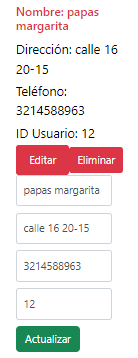 Nombre: papas
margarita
Dirección: calle 16
20-15
Teléfono:
3214588963
ID Usuario: 12
Editar Eliminar
papas margarita
calle 16 20-15
3214588963
12
Actualizar